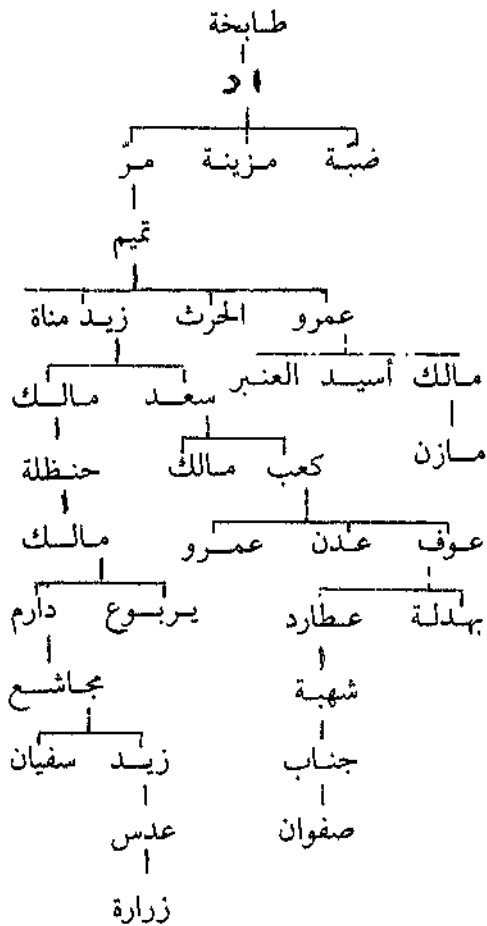 طابخة
اد
ضبة مزينة مرّ
تميم
عمرو الحرث زيد مناة
مالك أسيد العنبر سعد مالك
مازن كعب مالك حنظلة
عوف عدن عمرو مالك
بهدلة عطارد يربوع دارم
شهبة مجاشع
جناب زيد سفيان
صفوان عدس
زرارة